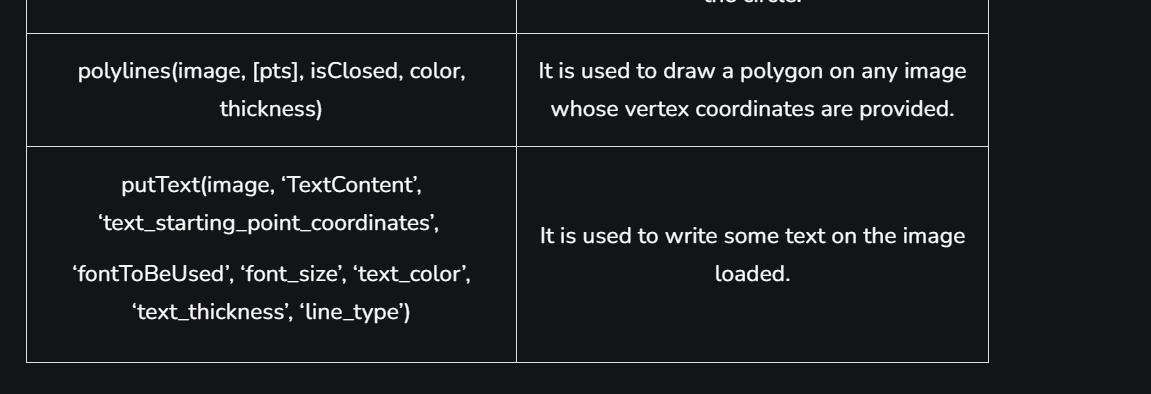 the circle.
polylines(image, [pts], isClosed, color,
thickness)
It is used to draw a polygon on any image
whose vertex coordinates are provided.
putText(image, ‘TextContent’,
‘text_starting_point_coordinates’,
‘fontToBeUsed’, ‘font_size’, ‘text_color’,
‘text_thickness’, ‘line_type’)
It is used to write some text on the image
loaded.